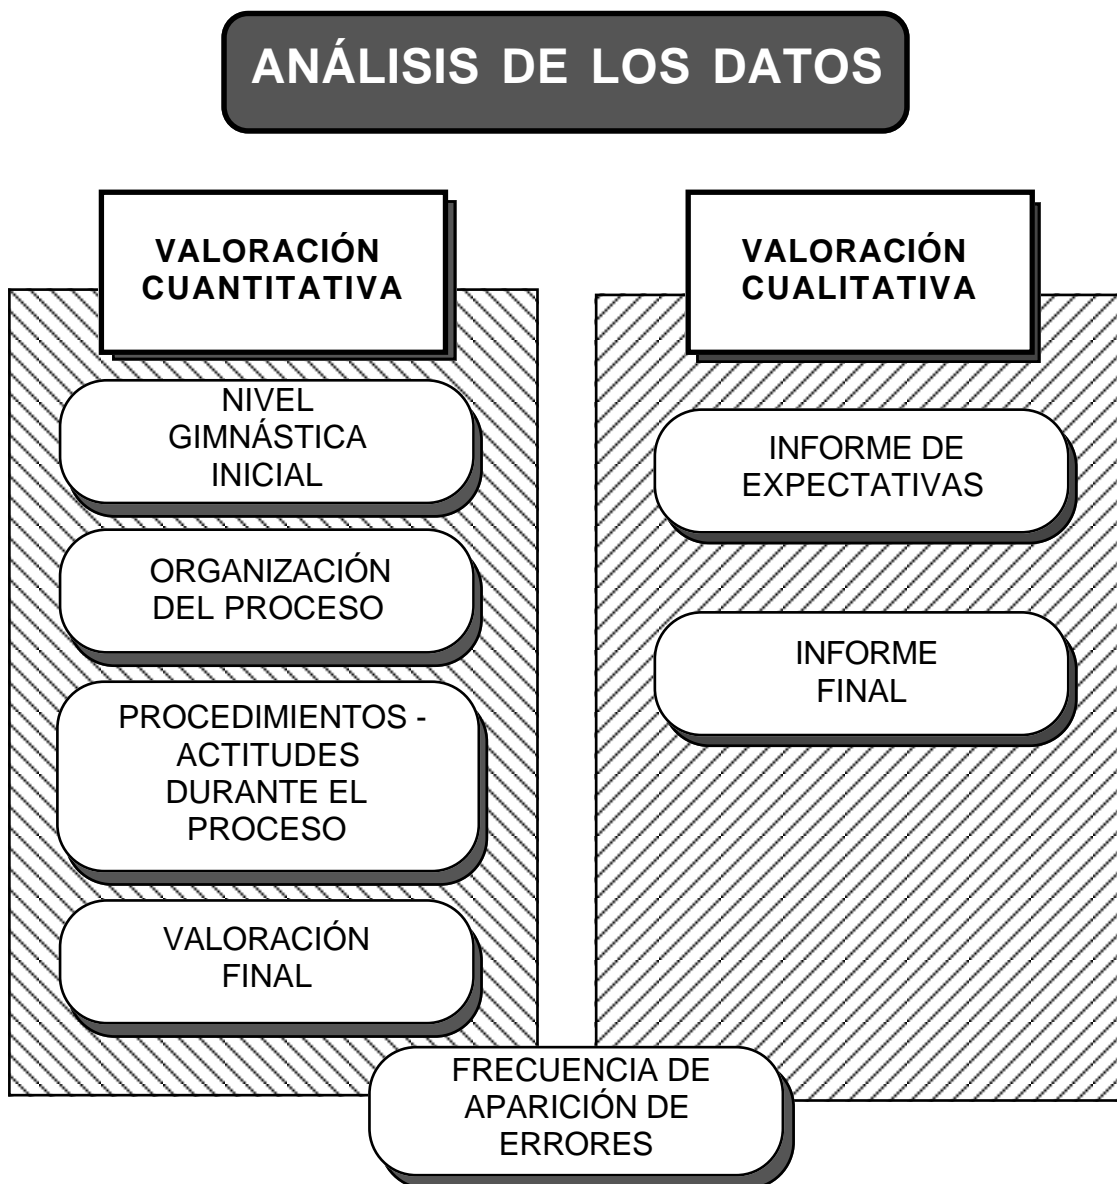 ANÁLISIS DE LOS DATOS
VALORACIÓN
CUANTITATIVA
NIVEL
GIMNÁSTICA
INICIAL
ORGANIZACIÓN
DEL PROCESO
PROCEDIMIENTOS -
ACTITUDES
DURANTE EL
PROCESO
VALORACIÓN
FINAL
VALORACIÓN
CUALITATIVA
INFORME DE
EXPECTATIVAS
INFORME
FINAL
FRECUENCIA DE
APARICIÓN DE
ERRORES